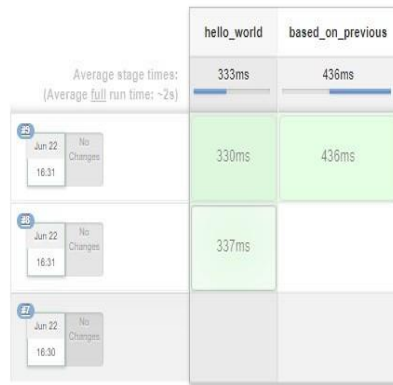 hello_world based_on_previous
Average stage times: 333ms 436ms
(Average full run time: ~2s)
#9
Jun 22 No
Changes
16:31
330ms 436ms
#8
Jun 22 No
Changes
16:31
337ms
#7
Jun 22 No
Changes
16:30